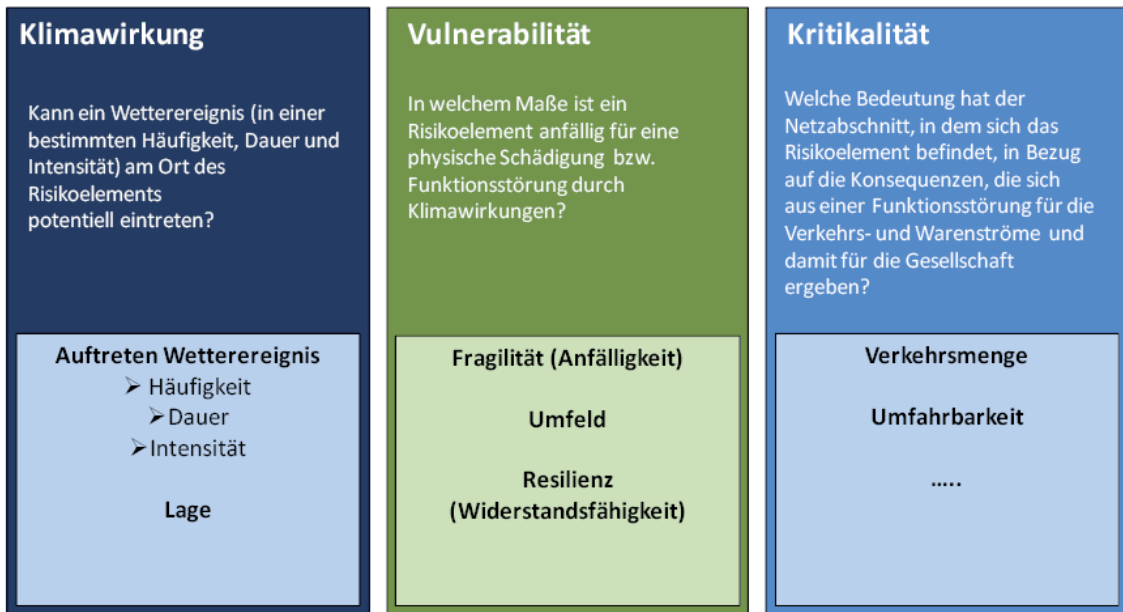 Klimawirkung
Kann ein Wetterereignis (in einer
bestimmten Häufigkeit, Dauer und
Intensität) am Ort des
Risikoelements
potentiell eintreten?
Auftreten Wetterereignis
➢ Häufigkeit
➢ Dauer
➢ Intensität
Lage
Vulnerabilität
In welchem Maße ist ein
Risikoelement anfällig für eine
physische Schädigung bzw.
Funktionsstörung durch
Klimawirkungen?
Fragilität (Anfälligkeit)
Umfeld
Resilienz
(Widerstandsfähigkeit)
Kritikalität
Welche Bedeutung hat der
Netzabschnitt, in dem sich das
Risikoelement befindet, in Bezug
auf die Konsequenzen, die sich
aus einer Funktionsstörung für die
Verkehrs- und Warenströme und
damit für die Gesellschaft
ergeben?
Verkehrsmenge
Umfahrbarkeit
.....